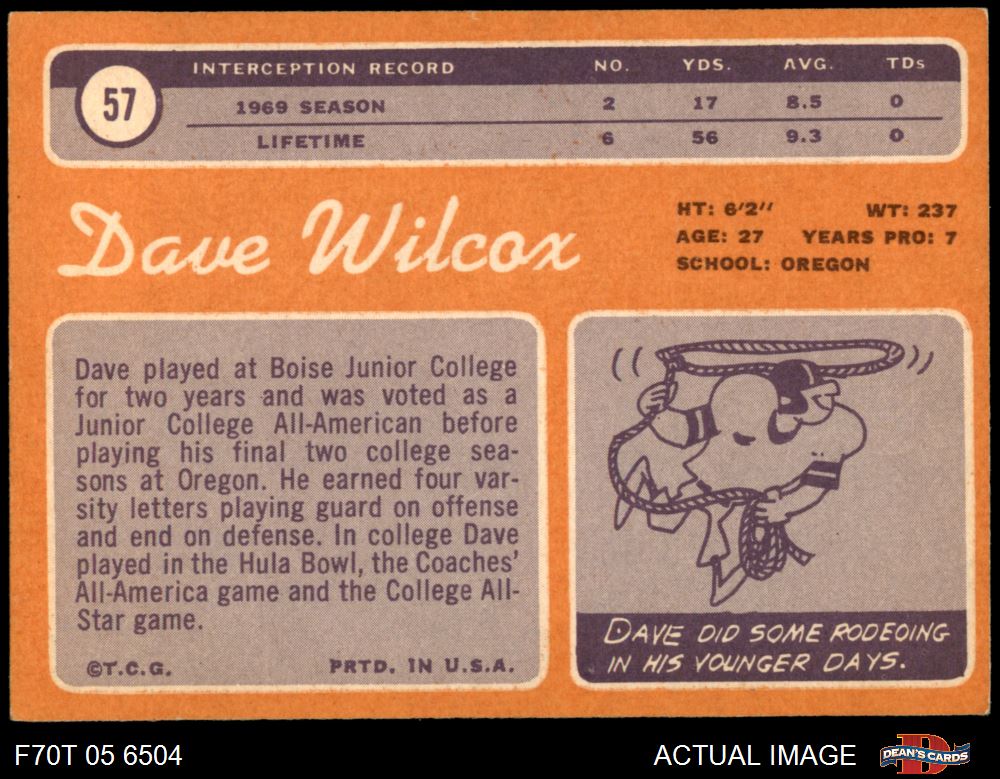 57
INTERCEPTION RECORD NO. YDS. AVG. TDs
1969 SEASON 2 17 8.5 0
LIFETIME 6 56 9.3 0
Dave Wilcox
HT: 6'2" WT: 237
AGE: 27 YEARS PRO: 7
SCHOOL: OREGON
Dave played at Boise Junior College
for two years and was voted as a
Junior College All-American before
playing his final two college sea-
sons at Oregon. He earned four var-
sity letters playing guard on offense
and end on defense. In college Dave
played in the Hula Bowl, the Coaches'
All-America game and the College All-
Star game.
©T.C.G. PRTD. IN U.S.A.
DAVE DID SOME RODEOING
IN HIS YOUNGER DAYS.
F70T 05 6504
ACTUAL IMAGE
D
DEAN'S CARDS